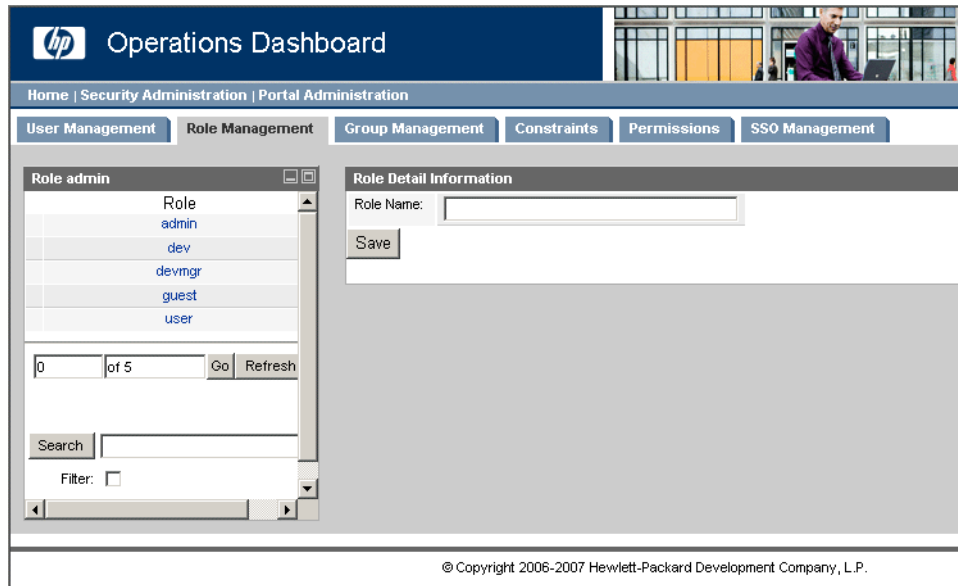 hp Operations Dashboard
Home | Security Administration | Portal Administration
User Management Role Management Group Management Constraints Permissions SSO Management
Role admin
Role
admin
dev
devmgr
guest
user
0 of 5 Go Refresh
Search
Filter:
Role Detail Information
Role Name:
Save
© Copyright 2006-2007 Hewlett-Packard Development Company, L.P.